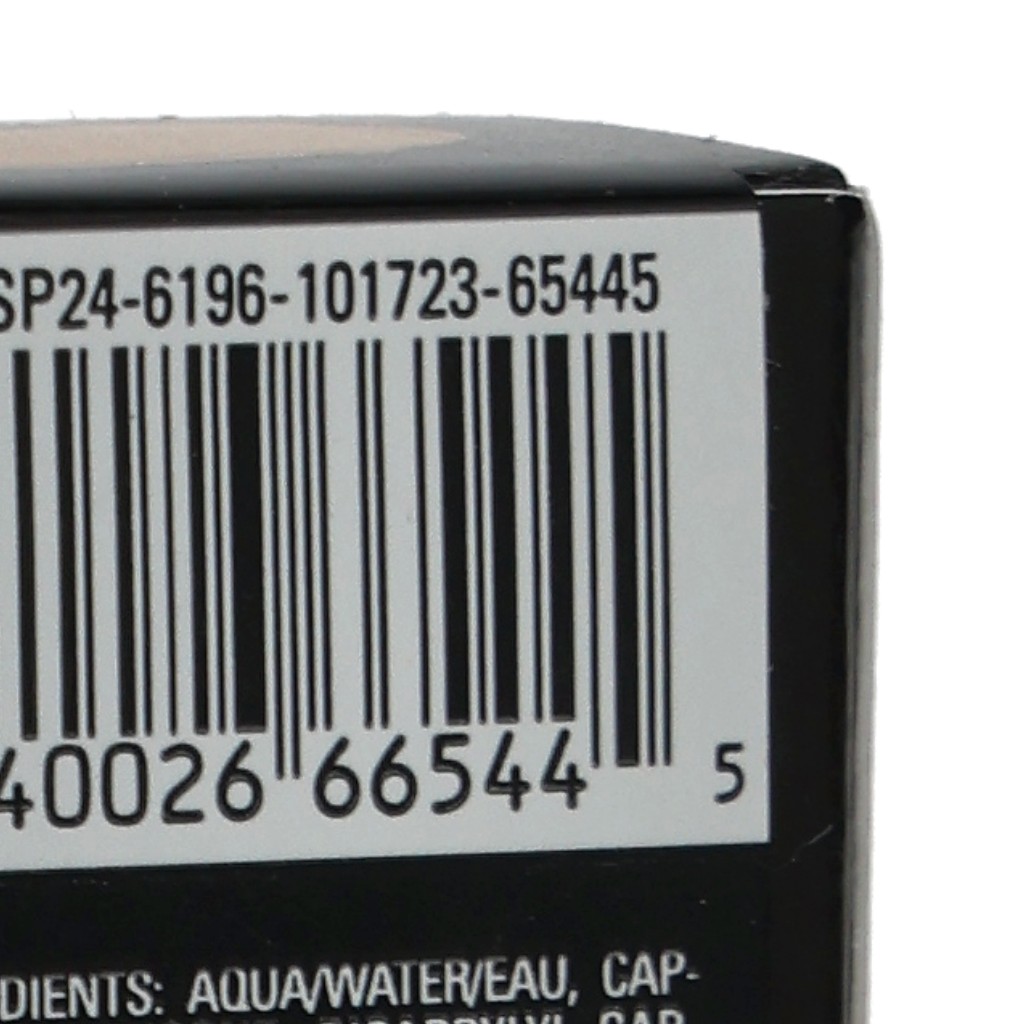 SP24-6196-101723-65445
40026 66544 5
DIENTS: AQUA/WATER/EAU, CAP-